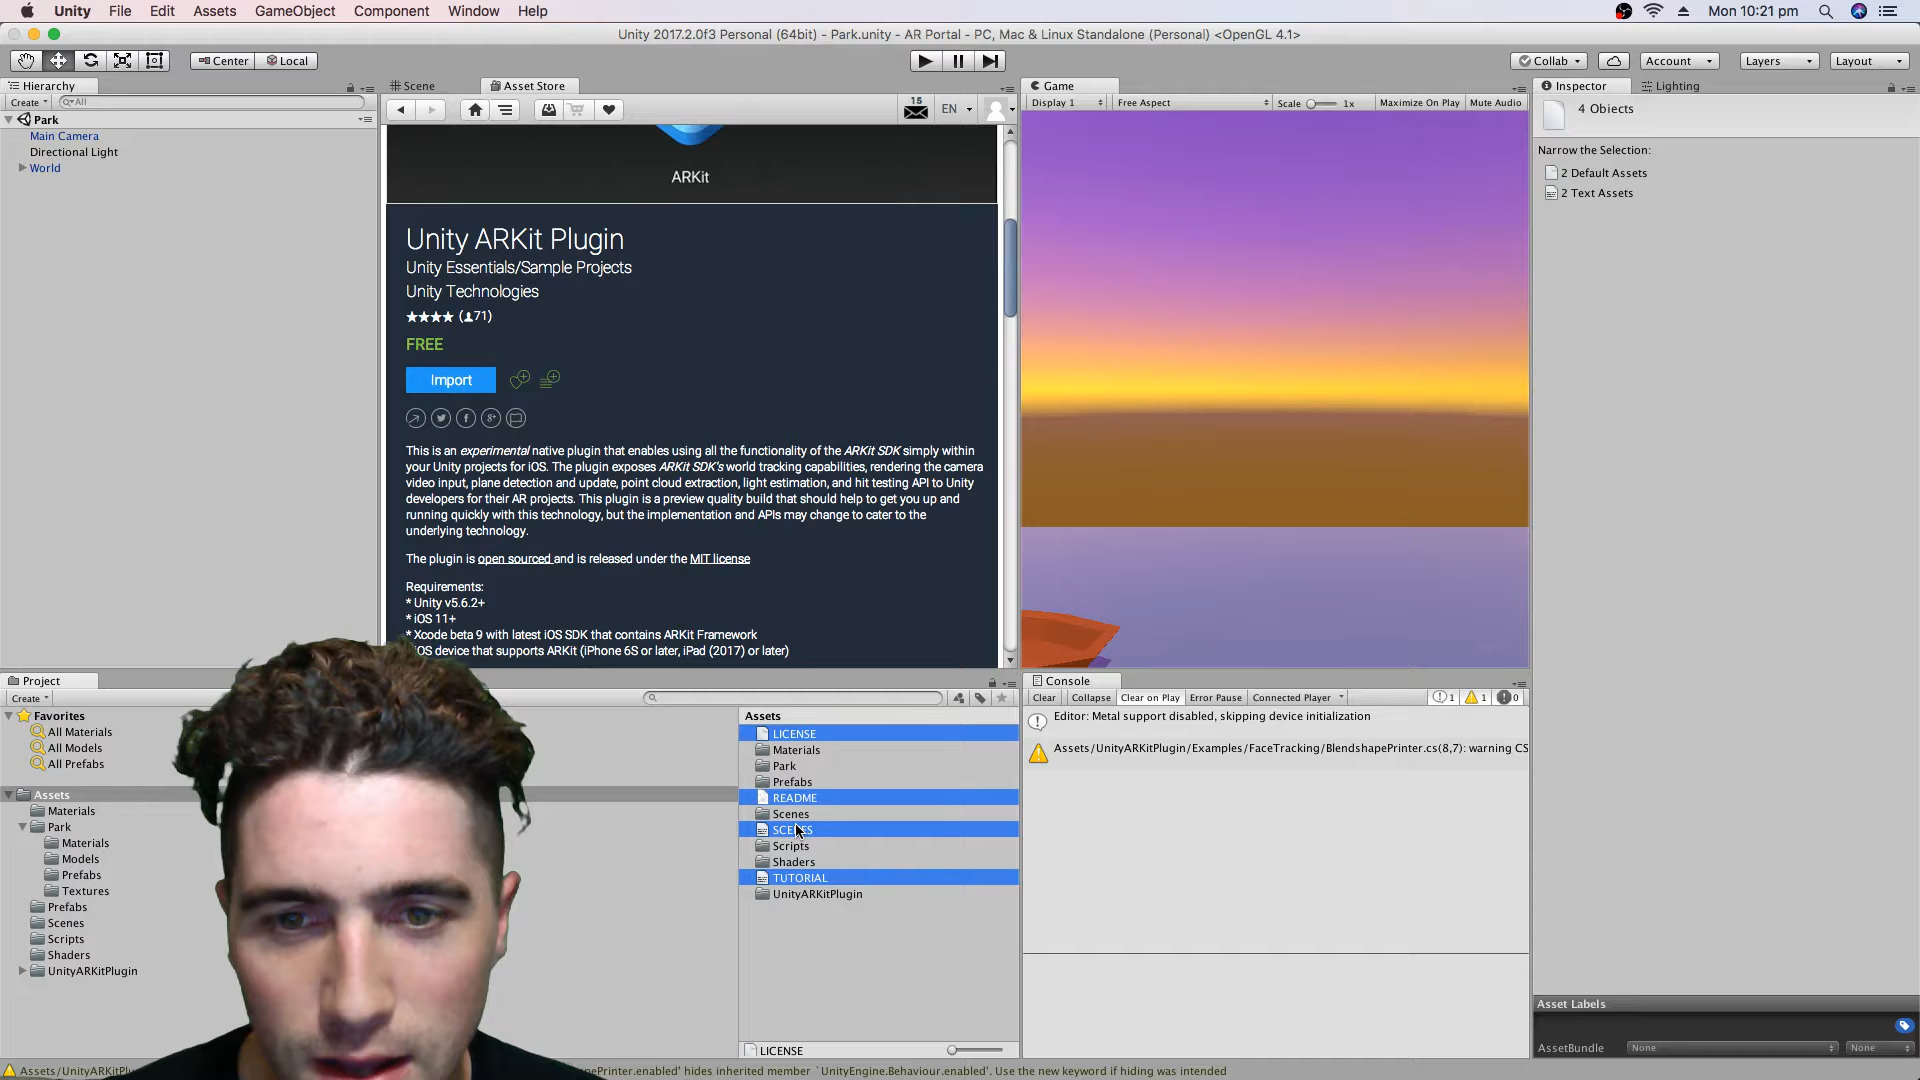 Unity File Edit Assets GameObject Component Window Help Mon 10:21 pm
Unity 2017.2.0f3 Personal (64bit) - Park.unity - AR Portal - PC, Mac & Linux Standalone (Personal) <OpenGL 4.1>
Center Local Collab Account Layers Layout
Hierarchy
Create All
Park
Main Camera
Directional Light
World
Scene Asset Store
15 EN
ARKit
Unity ARKit Plugin
Unity Essentials/Sample Projects
Unity Technologies
★★★★ (71)
FREE
Import
This is an experimental native plugin that enables using all the functionality of the ARKit SDK simply within
your Unity projects for iOS. The plugin exposes ARKit SDK's world tracking capabilities, rendering the camera
video input, plane detection and update, point cloud extraction, light estimation, and hit testing API to Unity
developers for their AR projects. This plugin is a preview quality build that should help to get you up and
running quickly with this technology, but the implementation and APIs may change to cater to the
underlying technology.
The plugin is open sourced and is released under the MIT license
Requirements:
* Unity v5.6.2+
* iOS 11+
* Xcode beta 9 with latest iOS SDK that contains ARKit Framework
iOS device that supports ARKit (iPhone 6S or later, iPad (2017) or later)
Game
Display 1 Free Aspect Scale 1x Maximize On Play Mute Audio
Inspector Lighting
4 Objects
Narrow the Selection:
2 Default Assets
2 Text Assets
Project
Create
Favorites
All Materials
All Models
All Prefabs
Assets
Materials
Park
Materials
Models
Prefabs
Textures
Prefabs
Scenes
Scripts
Shaders
UnityARKitPlugin
Assets
LICENSE
Materials
Park
Prefabs
README
Scenes
SCENES
Scripts
Shaders
TUTORIAL
UnityARKitPlugin
LICENSE
Console
Clear Collapse Clear on Play Error Pause Connected Player 1 1 0
Editor: Metal support disabled, skipping device initialization
Assets/UnityARKitPlugin/Examples/FaceTracking/BlendshapePrinter.cs(8,7): warning CS
Asset Labels
AssetBundle None None
Assets/UnityARKitPlu
Printer.enabled' hides inherited member `UnityEngine.Behaviour.enabled'. Use the new keyword if hiding was intended